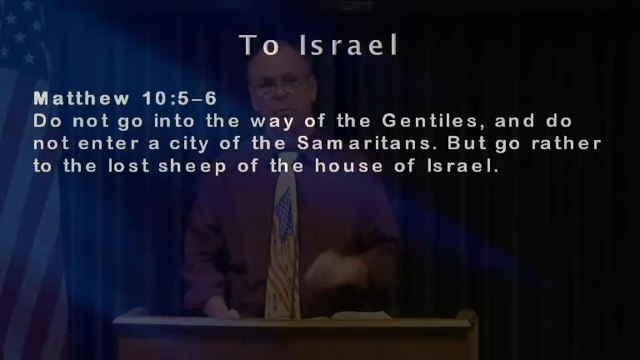 To Israel
Matthew 10:5–6
Do not go into the way of the Gentiles, and do
not enter a city of the Samaritans. But go rather
to the lost sheep of the house of Israel.